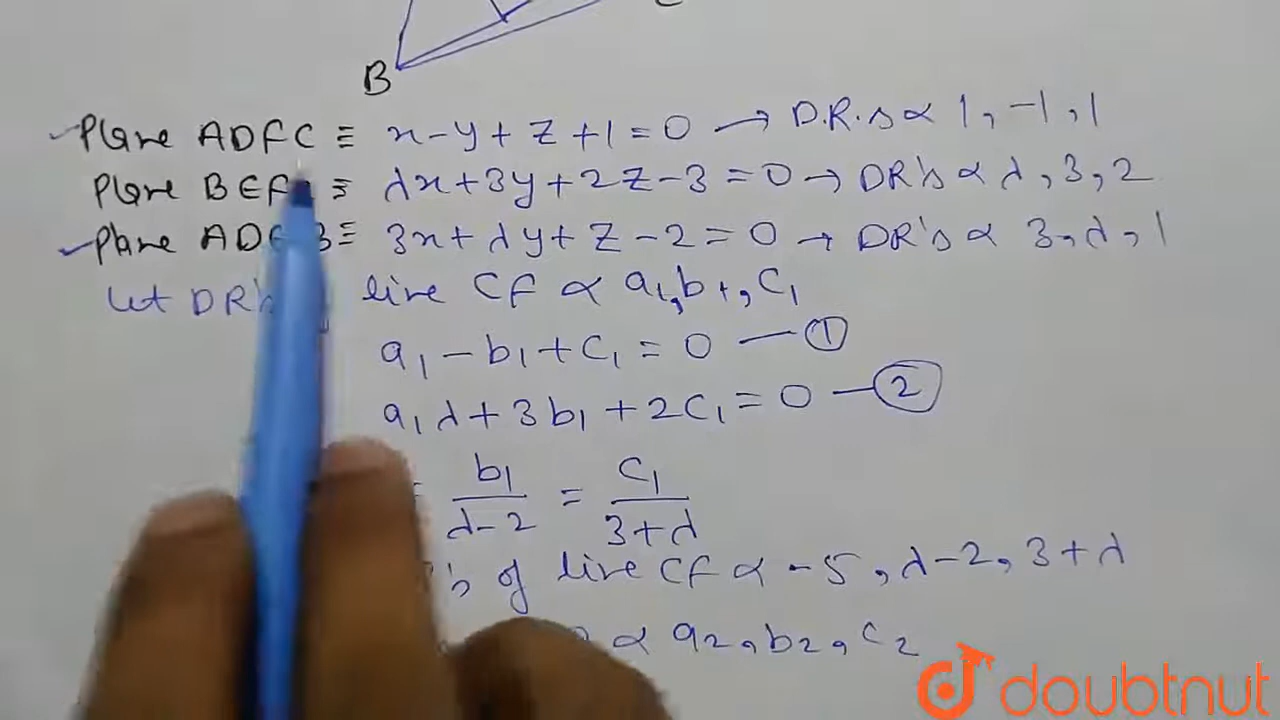 C
B
Plane ADFC ≡ x-y+z+1=0 → D.R.s ∝ 1, -1, 1
Plane BEF ≡ λx+3y+2z-3=0 → DR's ∝ λ, 3, 2
Plane AD B ≡ 3x+λy+z-2=0 → DR's ∝ 3, λ, 1
let DR's line CF ∝ a₁, b₁, c₁
a₁-b₁+c₁=0 — ①
a₁λ+3b₁+2c₁=0 — ②
= b₁/(λ-2) = c₁/(3+λ)
's of line CF ∝ -5, λ-2, 3+λ
∝ a₂, b₂, c₂
doubtnut